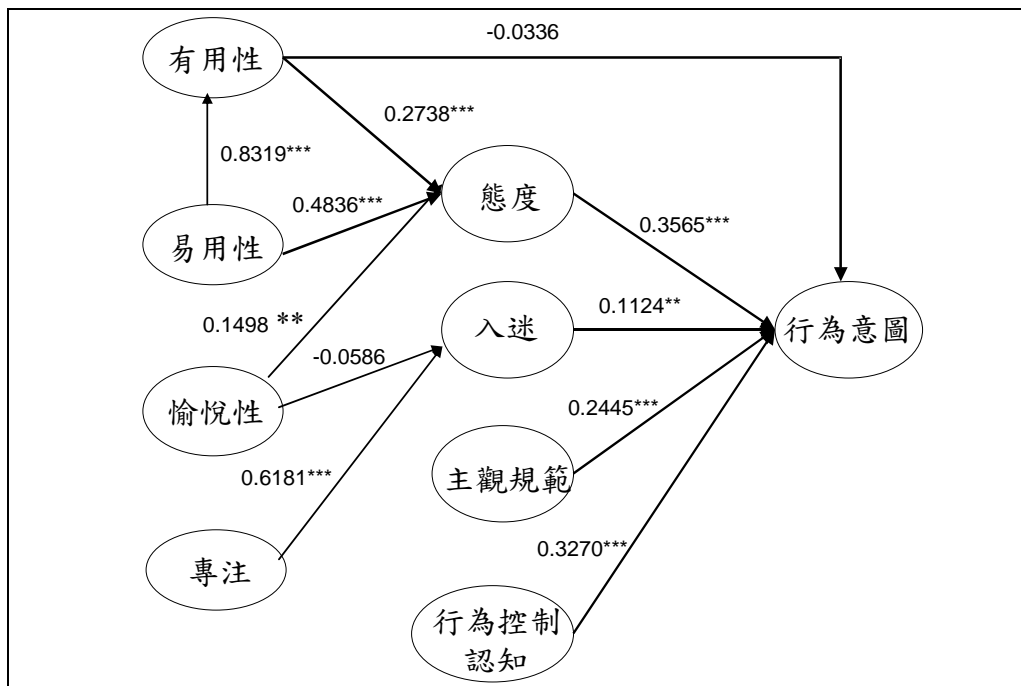 -0.0336
有用性
0.2738***
0.8319***
態度
0.4836***
0.3565***
易用性
0.1498 **
入迷
0.1124**
行為意圖
-0.0586
愉悅性
0.2445***
主觀規範
0.6181***
0.3270***
專注
行為控制
認知